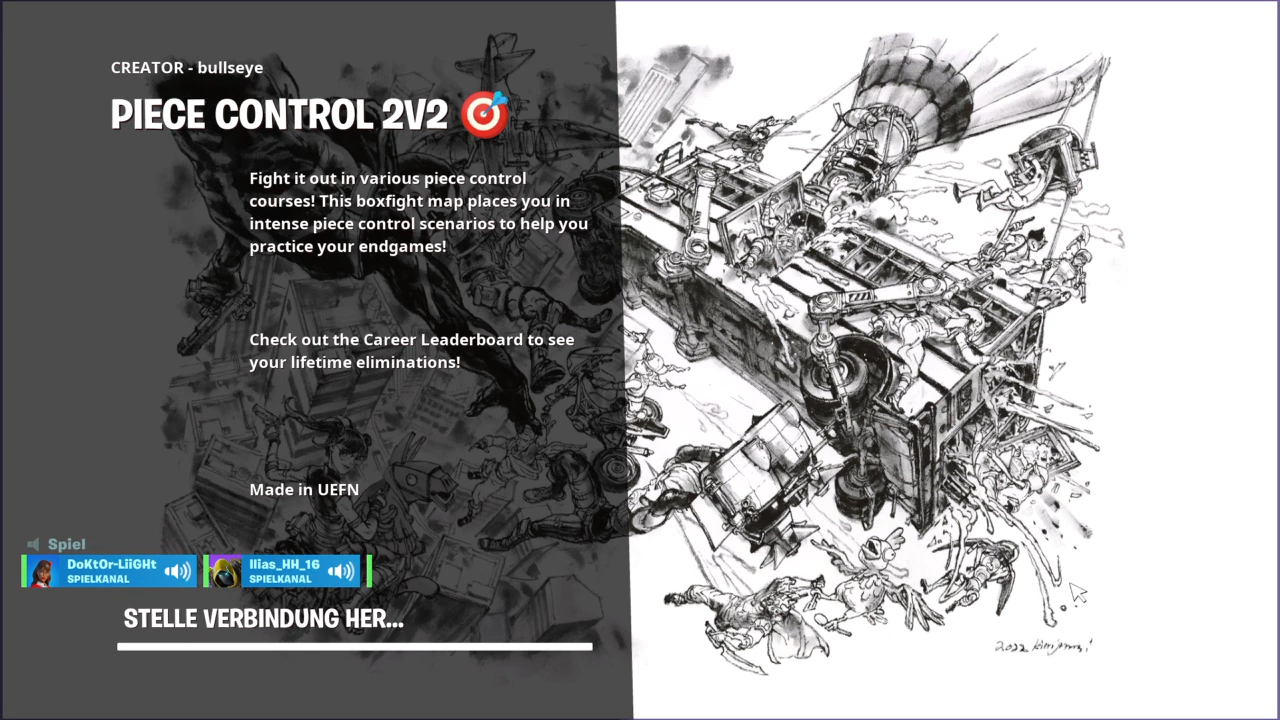 CREATOR - bullseye
PIECE CONTROL 2V2
Fight it out in various piece control
courses! This boxfight map places you in
intense piece control scenarios to help you
practice your endgames!
Check out the Career Leaderboard to see
your lifetime eliminations!
Made in UEFN
Spiel
DoKtOr-LiiGHt
SPIELKANAL
Ilias_HH_16
SPIELKANAL
STELLE VERBINDUNG HER...
2022